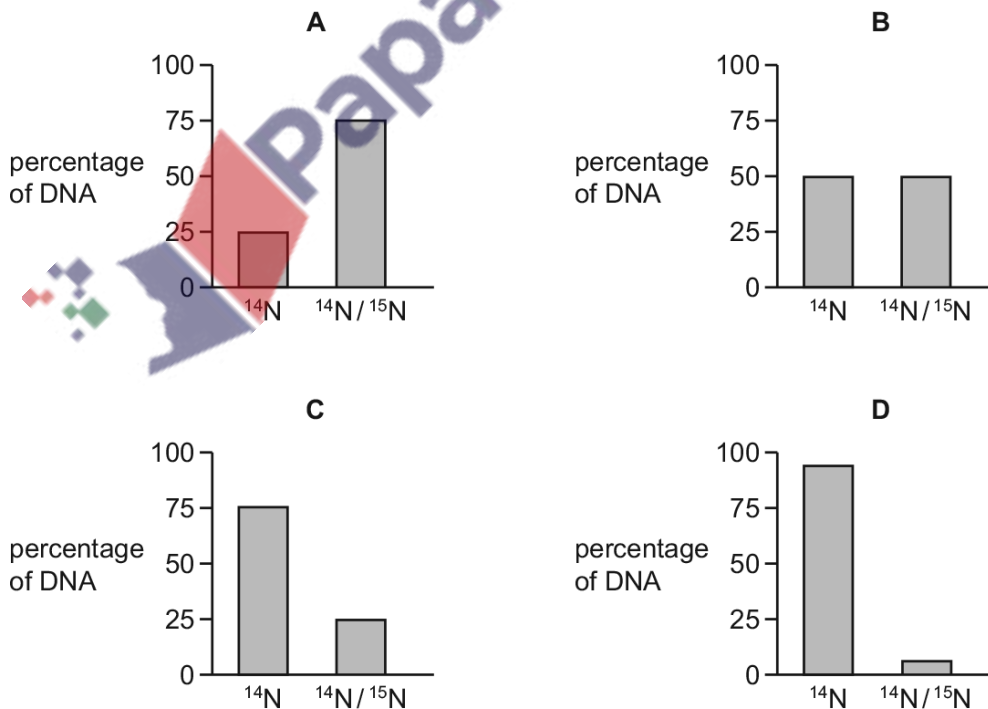 A
B
100
75
50
25
0
percentage
of DNA
14N
14N / 15N
100
75
50
25
0
percentage
of DNA
14N
14N / 15N
C
D
100
75
50
25
0
percentage
of DNA
14N
14N / 15N
100
75
50
25
0
percentage
of DNA
14N
14N / 15N
Papa